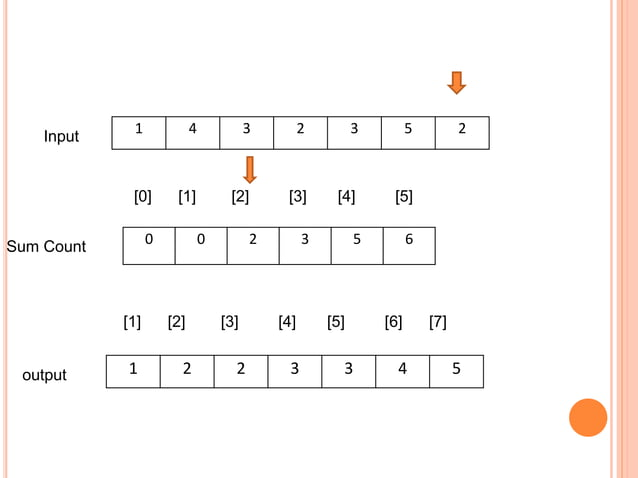 Input 1 4 3 2 3 5 2
[0] [1] [2] [3] [4] [5]
Sum Count 0 0 2 3 5 6
[1] [2] [3] [4] [5] [6] [7]
output 1 2 2 3 3 4 5